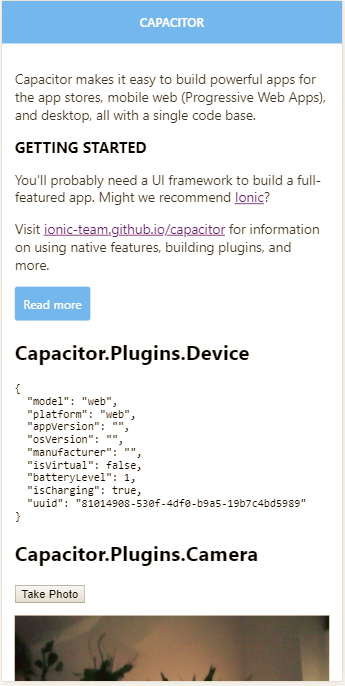 CAPACITOR
Capacitor makes it easy to build powerful apps for
the app stores, mobile web (Progressive Web Apps),
and desktop, all with a single code base.
GETTING STARTED
You'll probably need a UI framework to build a full-
featured app. Might we recommend Ionic?
Visit ionic-team.github.io/capacitor for information
on using native features, building plugins, and
more.
Read more
Capacitor.Plugins.Device
{
  "model": "web",
  "platform": "web",
  "appVersion": "",
  "osVersion": "",
  "manufacturer": "",
  "isVirtual": false,
  "batteryLevel": 1,
  "isCharging": true,
  "uuid": "81014908-530f-4df0-b9a5-19b7c4bd5989"
}
Capacitor.Plugins.Camera
Take Photo